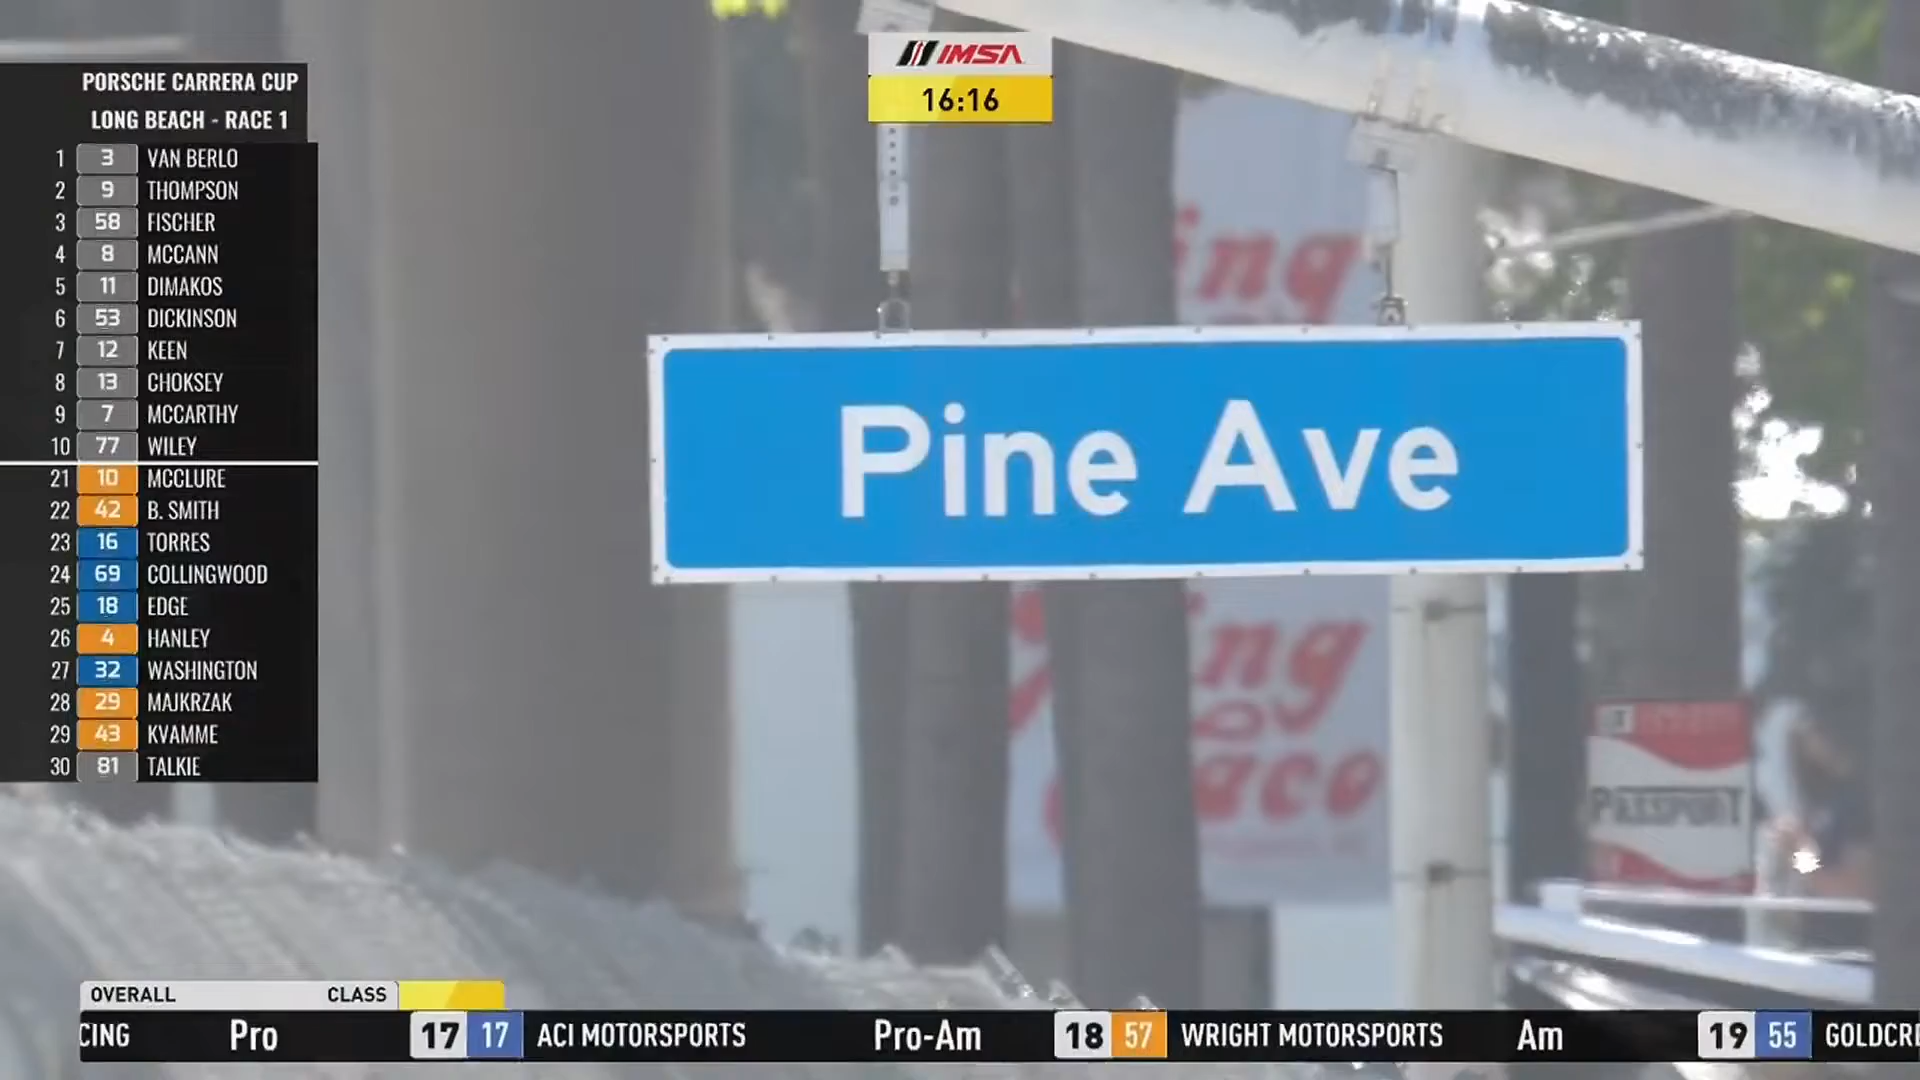 IMSA
16:16
PORSCHE CARRERA CUP
LONG BEACH - RACE 1
1 3 VAN BERLO
2 9 THOMPSON
3 58 FISCHER
4 8 MCCANN
5 11 DIMAKOS
6 53 DICKINSON
7 12 KEEN
8 13 CHOKSEY
9 7 MCCARTHY
10 77 WILEY
21 10 MCCLURE
22 42 B. SMITH
23 16 TORRES
24 69 COLLINGWOOD
25 18 EDGE
26 4 HANLEY
27 32 WASHINGTON
28 29 MAJKRZAK
29 43 KVAMME
30 81 TALKIE
Pine Ave
ing
ing
aco
PASSPORT
OVERALL CLASS
CING Pro 17 17 ACI MOTORSPORTS Pro-Am 18 57 WRIGHT MOTORSPORTS Am 19 55 GOLDCRE